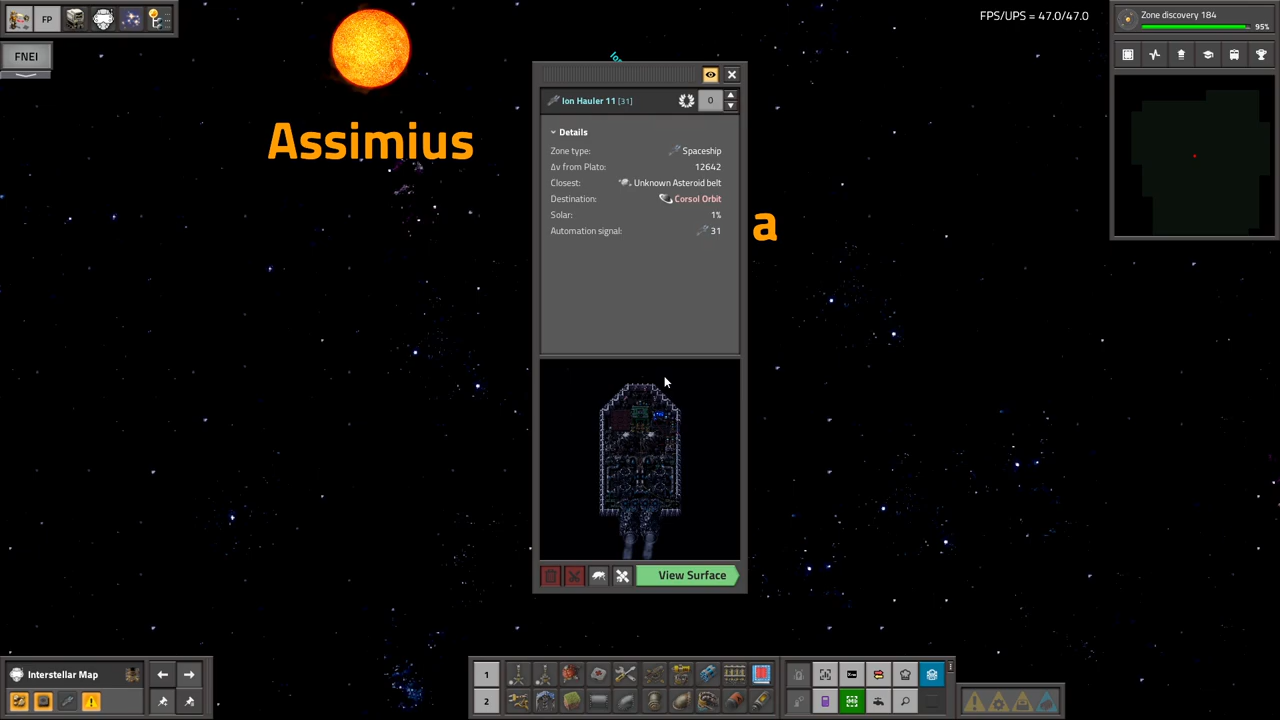 FP
FNEI
FPS/UPS = 47.0/47.0
Zone discovery 184
95%
Ion Hauler 11 [31]
0
Details
Zone type: Spaceship
Δv from Plato: 12642
Closest: Unknown Asteroid belt
Destination: Corsol Orbit
Solar: 1%
Automation signal: 31
Assimius
a
View Surface
Interstellar Map
1
2